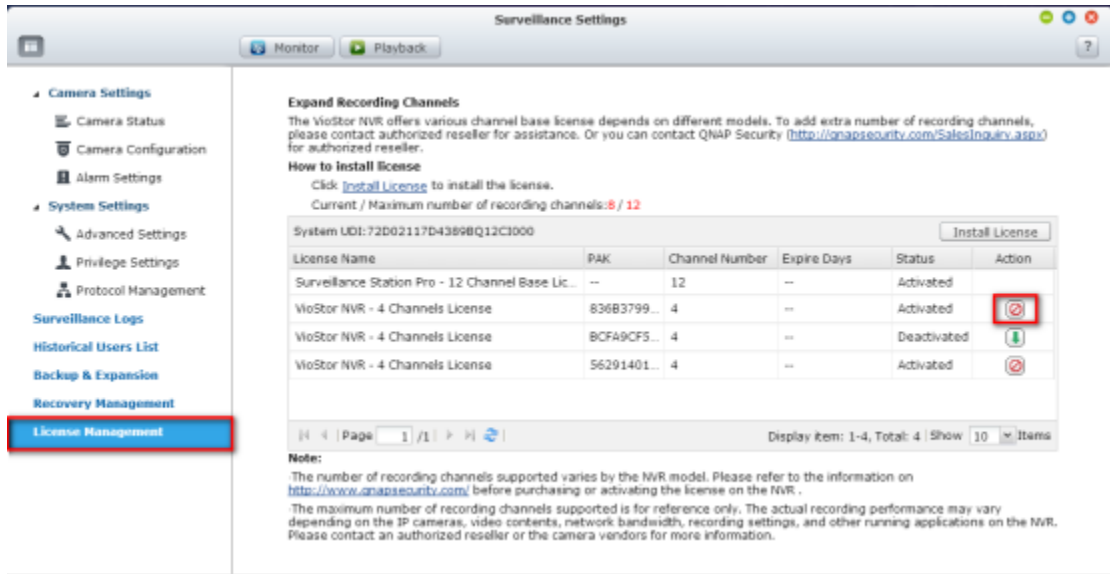 Surveillance Settings
Monitor
Playback
?
Camera Settings
Camera Status
Camera Configuration
Alarm Settings
System Settings
Advanced Settings
Privilege Settings
Protocol Management
Surveillance Logs
Historical Users List
Backup & Expansion
Recovery Management
License Management
Expand Recording Channels
The VioStor NVR offers various channel base license depends on different models. To add extra number of recording channels,
please contact authorized reseller for assistance. Or you can contact QNAP Security (http://qnapsecurity.com/SalesInquiry.aspx)
for authorized reseller.
How to install license
Click Install License to install the license.
Current / Maximum number of recording channels:8 / 12
System UDI:72D02117D4389BQ12CI000 Install License
License Name PAK Channel Number Expire Days Status Action
Surveillance Station Pro - 12 Channel Base Lic... -- 12 -- Activated
VioStor NVR - 4 Channels License 836B3799... 4 -- Activated
VioStor NVR - 4 Channels License BCFA9CF5... 4 -- Deactivated
VioStor NVR - 4 Channels License 56291401... 4 -- Activated
Page 1 /1 Display item: 1-4, Total: 4 Show 10 Items
Note:
·The number of recording channels supported varies by the NVR model. Please refer to the information on
http://www.qnapsecurity.com/ before purchasing or activating the license on the NVR .
·The maximum number of recording channels supported is for reference only. The actual recording performance may vary
depending on the IP cameras, video contents, network bandwidth, recording settings, and other running applications on the NVR.
Please contact an authorized reseller or the camera vendors for more information.